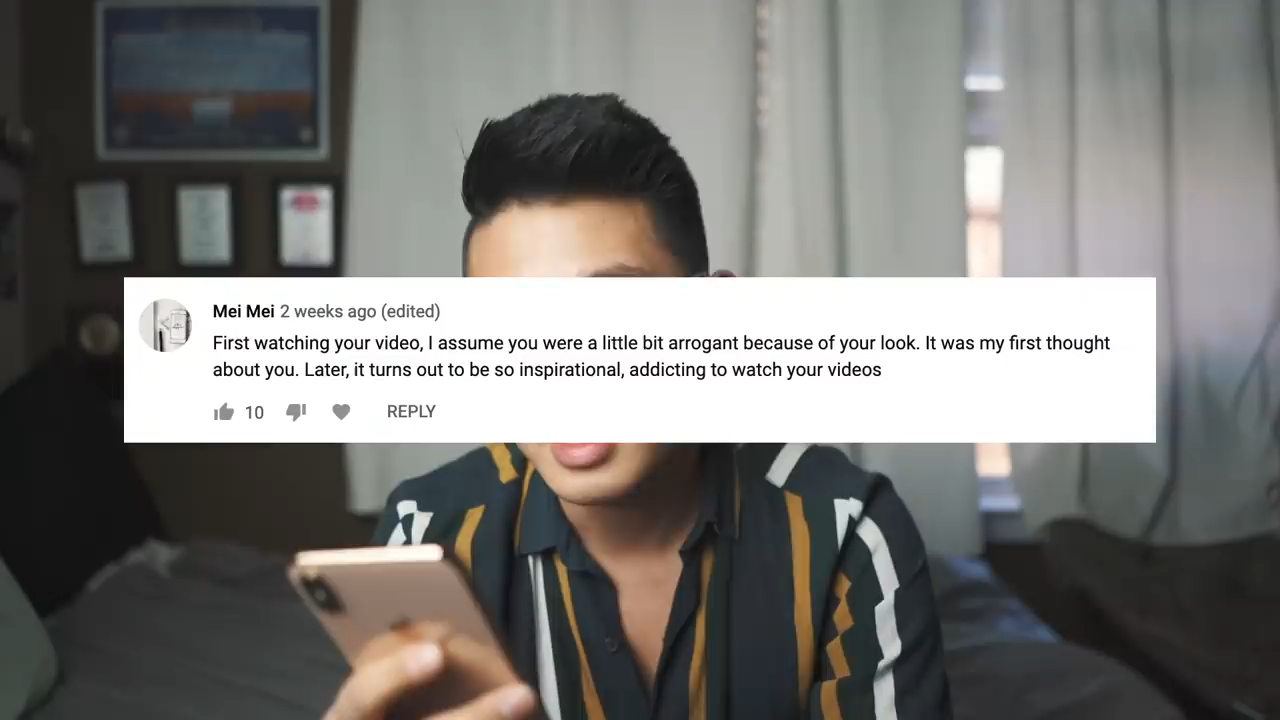 Mei Mei 2 weeks ago (edited)
First watching your video, I assume you were a little bit arrogant because of your look. It was my first thought
about you. Later, it turns out to be so inspirational, addicting to watch your videos
10 REPLY